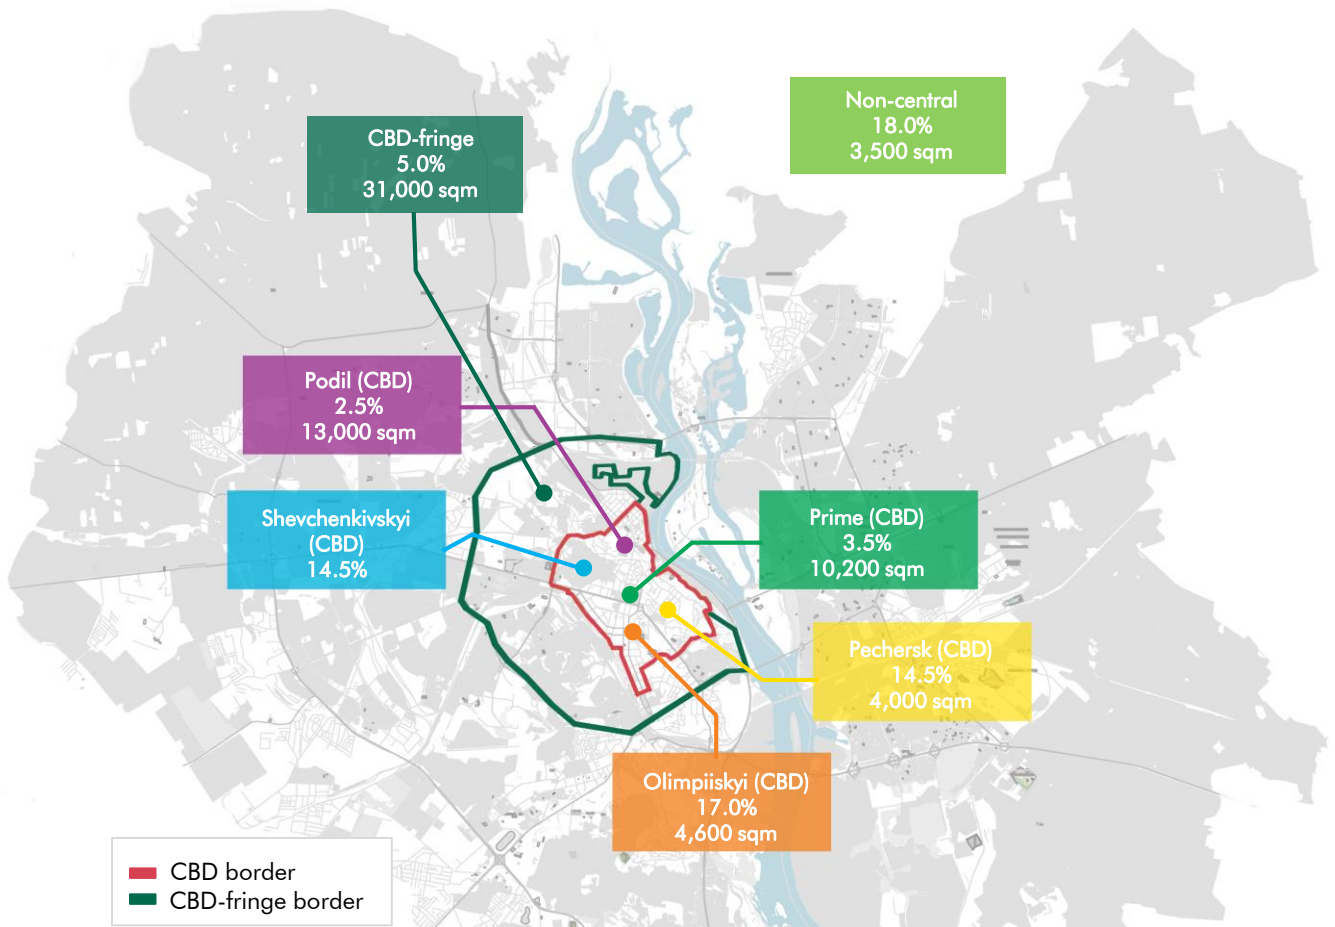 Non-central
18.0%
3,500 sqm
CBD-fringe
5.0%
31,000 sqm
Podil (CBD)
2.5%
13,000 sqm
Shevchenkivskyi
(CBD)
14.5%
Prime (CBD)
3.5%
10,200 sqm
Pechersk (CBD)
14.5%
4,000 sqm
Olimpiiskyi (CBD)
17.0%
4,600 sqm
CBD border
CBD-fringe border